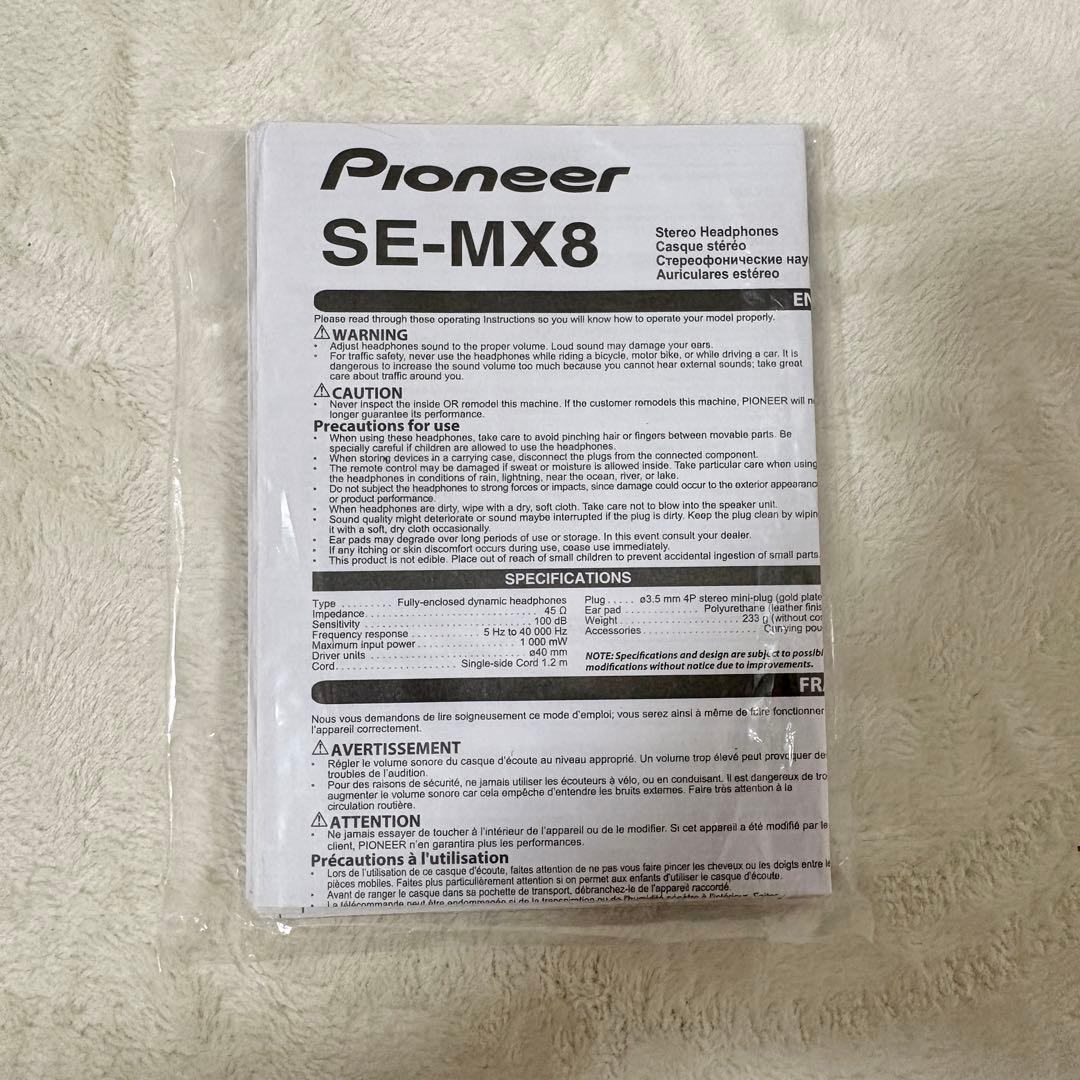 Pioneer
SE-MX8
Stereo Headphones
Casque stéréo
Стереофонические нау
Auriculares estéreo
EN
Please read through these operating Instructions so you will know how to operate your model properly.
⚠WARNING
• Adjust headphones sound to the proper volume. Loud sound may damage your ears.
• For traffic safety, never use the headphones while riding a bicycle, motor bike, or while driving a car. It is
dangerous to increase the sound volume too much because you cannot hear external sounds; take great
care about traffic around you.
⚠CAUTION
• Never inspect the inside OR remodel this machine. If the customer remodels this machine, PIONEER will n
longer guarantee its performance.
Precautions for use
• When using these headphones, take care to avoid pinching hair or fingers between movable parts. Be
specially careful if children are allowed to use the headphones.
• When storing devices in a carrying case, disconnect the plugs from the connected component.
• The remote control may be damaged if sweat or moisture is allowed inside. Take particular care when using
the headphones in conditions of rain, lightning, near the ocean, river, or lake.
• Do not subject the headphones to strong forces or impacts, since damage could occur to the exterior appearanc
or product performance.
• When headphones are dirty, wipe with a dry, soft cloth. Take care not to blow into the speaker unit.
• Sound quality might deteriorate or sound maybe interrupted if the plug is dirty. Keep the plug clean by wipin
it with a soft, dry cloth occasionally.
• Ear pads may degrade over long periods of use or storage. In this event consult your dealer.
• If any itching or skin discomfort occurs during use, cease use immediately.
• This product is not edible. Place out of reach of small children to prevent accidental ingestion of small parts.
SPECIFICATIONS
Type ......... Fully-enclosed dynamic headphones
Impedance ......... 45 Ω
Sensitivity ......... 100 dB
Frequency response ......... 5 Hz to 40 000 Hz
Maximum input power ......... 1 000 mW
Driver units ......... ø40 mm
Cord ......... Single-side Cord 1.2 m
Plug ..... ø3.5 mm 4P stereo mini-plug (gold plate
Ear pad ......... Polyurethane (leather finis
Weight ......... 233 g (without cor
Accessories ......... Carrying pou
NOTE: Specifications and design are subject to possibl
modifications without notice due to improvements.
FRA
Nous vous demandons de lire soigneusement ce mode d'emploi; vous serez ainsi à même de faire fonctionner
l'appareil correctement.
⚠AVERTISSEMENT
• Régler le volume sonore du casque d'écoute au niveau approprié. Un volume trop élevé peut provoquer des
troubles de l'audition.
• Pour des raisons de sécurité, ne jamais utiliser les écouteurs à vélo, ou en conduisant. Il est dangereux de tro
augmenter le volume sonore car cela empêche d'entendre les bruits externes. Faire très attention à la
circulation routière.
⚠ATTENTION
• Ne jamais essayer de toucher à l'intérieur de l'appareil ou de le modifier. Si cet appareil a été modifié par le
client, PIONEER n'en garantira plus les performances.
Précautions à l'utilisation
• Lors de l'utilisation de ce casque d'écoute, faites attention de ne pas vous faire pincer les cheveux ou les doigts entre le
pièces mobiles. Faites plus particulièrement attention si on permet aux enfants d'utiliser le casque d'écoute.
• Avant de ranger le casque dans sa pochette de transport, débranchez-le de l'appareil raccordé.
• La télécommande peut être endommagée si de la transpiration ou de l'humidité pénètre à l'intérieur. Faites